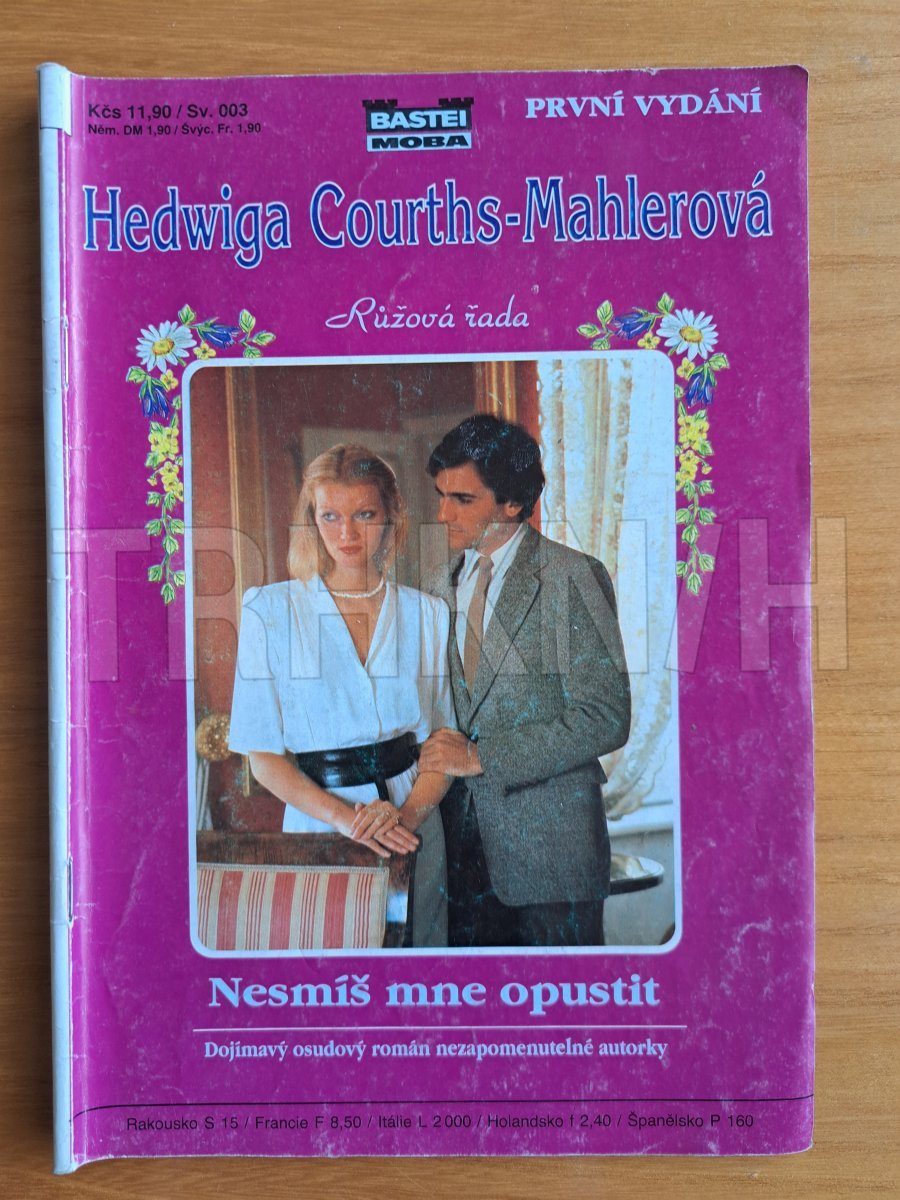 Kčs 11,90 / Sv. 003
Něm. DM 1,90 / Švýc. Fr. 1,90
BASTEI
MOBA
PRVNÍ VYDÁNÍ
Hedwiga Courths-Mahlerová
Růžová řada
Nesmíš mne opustit
Dojímavý osudový román nezapomenutelné autorky
Rakousko S 15 / Francie F 8,50 / Itálie L 2 000 / Holandsko f 2,40 / Španělsko P 160